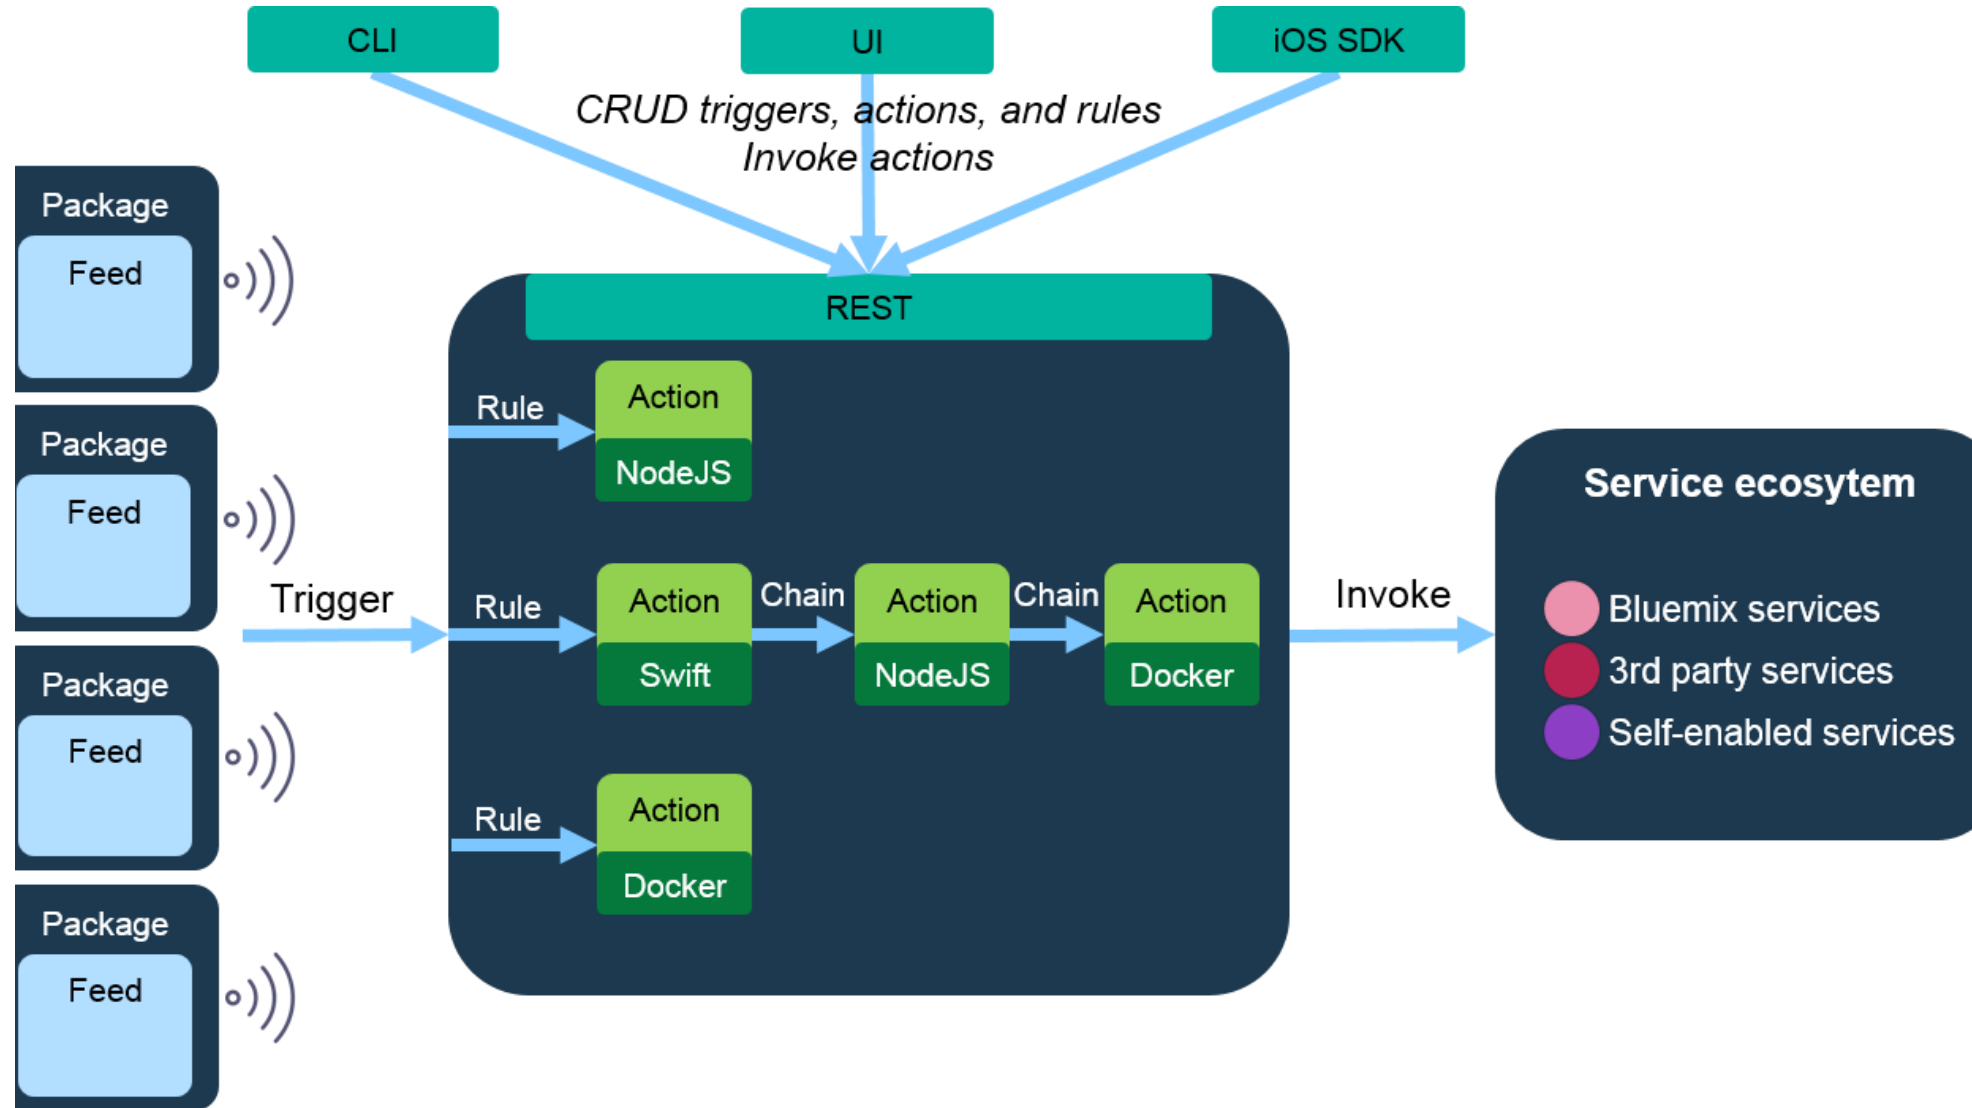 CLI
UI
iOS SDK
CRUD triggers, actions, and rules
Invoke actions
Package
Feed
Package
Feed
Package
Feed
Package
Feed
Trigger
REST
Rule
Action
NodeJS
Rule
Action
Swift
Chain
Action
NodeJS
Chain
Action
Docker
Rule
Action
Docker
Invoke
Service ecosytem
Bluemix services
3rd party services
Self-enabled services